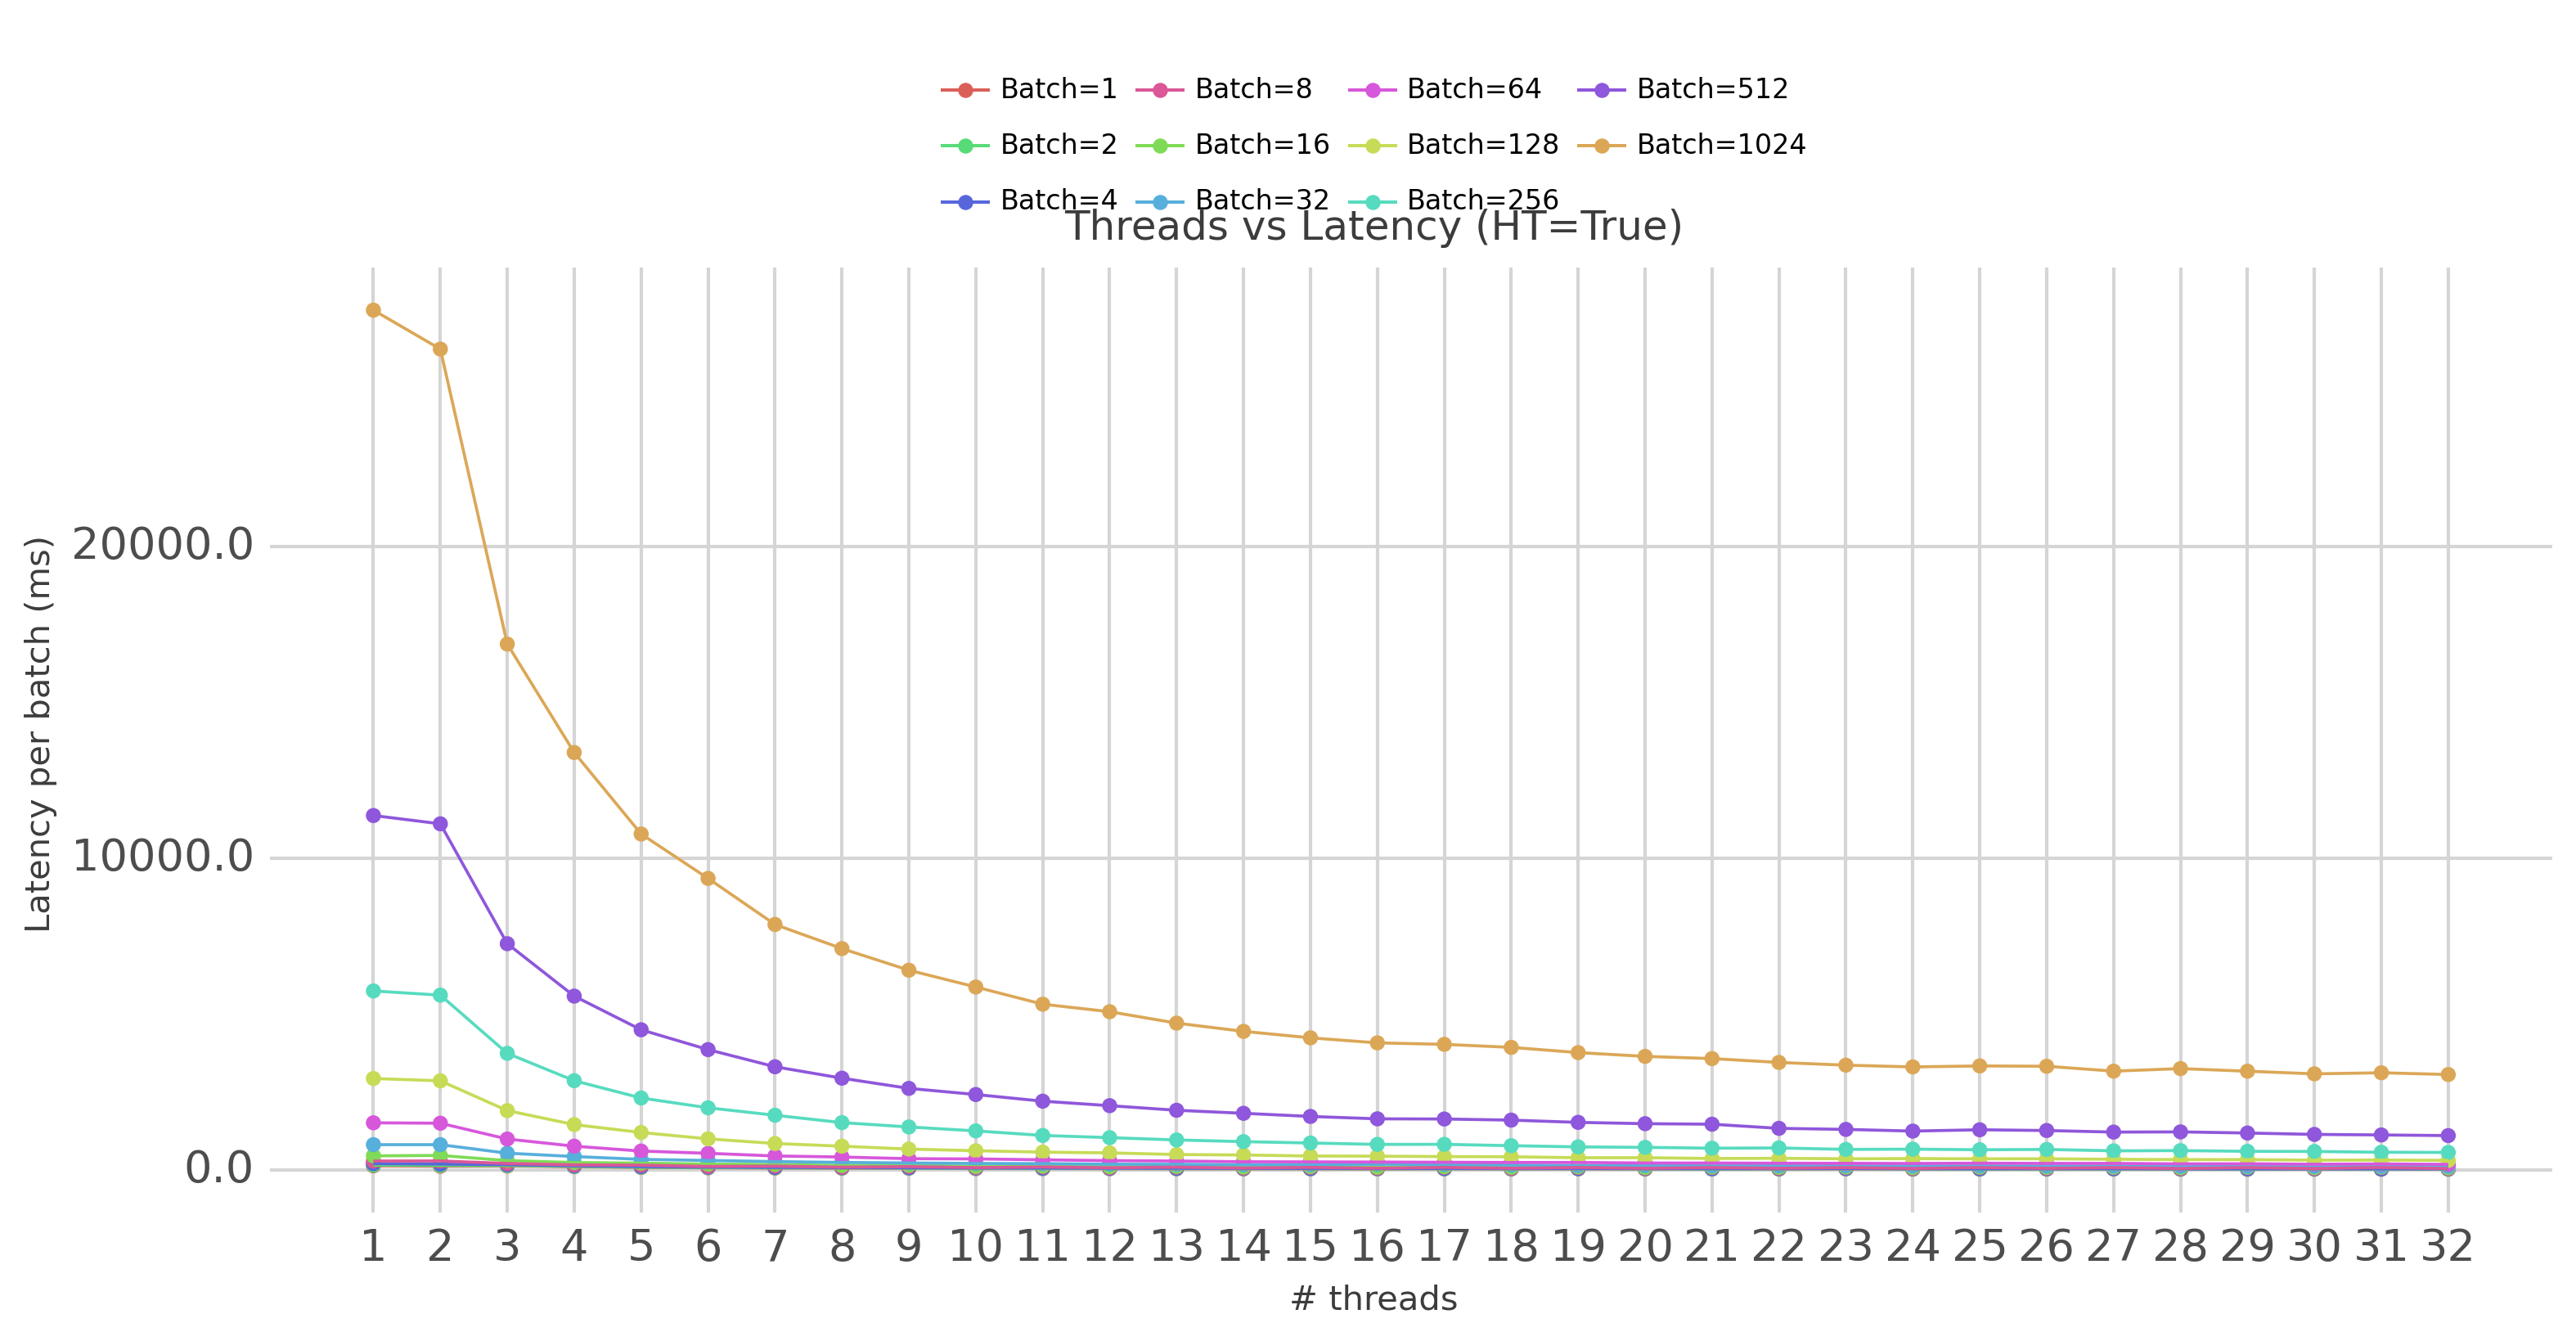 Batch=1 Batch=8 Batch=64 Batch=512
Batch=2 Batch=16 Batch=128 Batch=1024
Batch=4 Batch=32 Batch=256
Threads vs Latency (HT=True)
Latency per batch (ms)
20000.0
10000.0
0.0
1 2 3 4 5 6 7 8 9 10 11 12 13 14 15 16 17 18 19 20 21 22 23 24 25 26 27 28 29 30 31 32
# threads